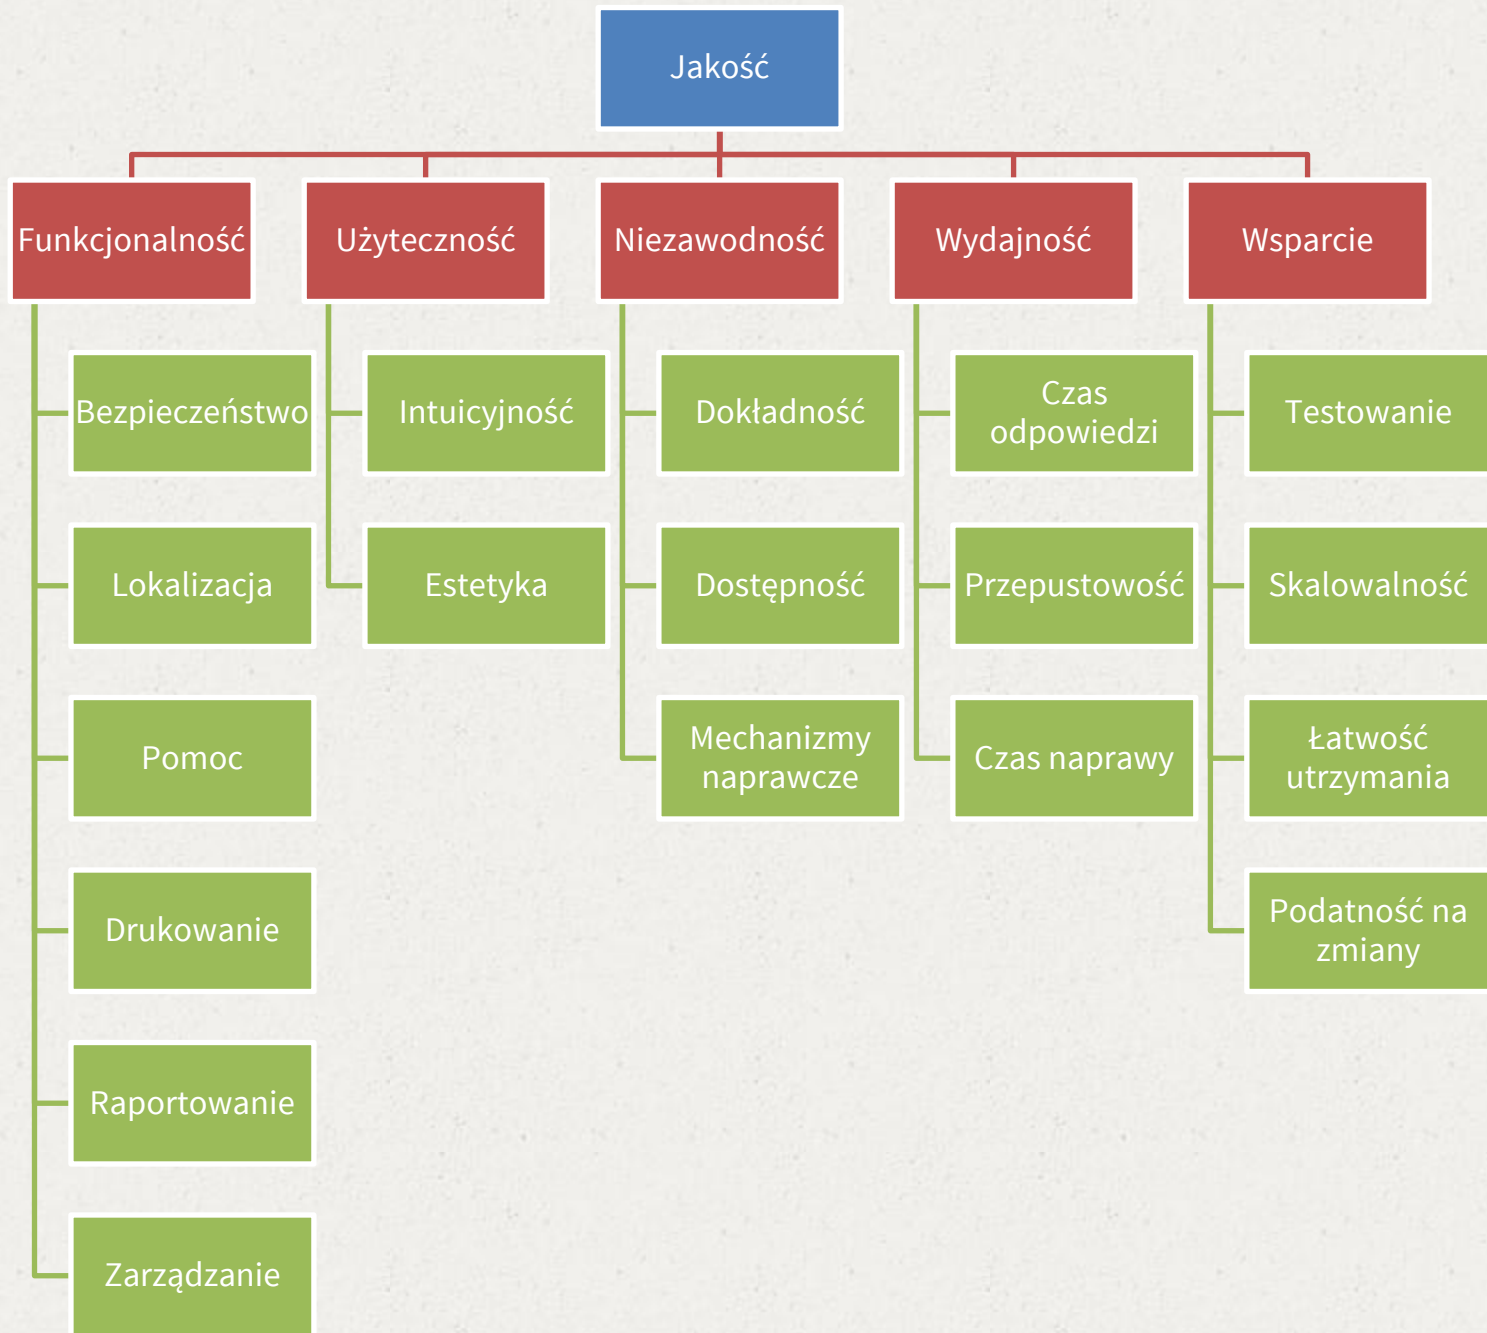 Jakość
Funkcjonalność
Użyteczność
Niezawodność
Wydajność
Wsparcie
Bezpieczeństwo
Lokalizacja
Pomoc
Drukowanie
Raportowanie
Zarządzanie
Intuicyjność
Estetyka
Dokładność
Dostępność
Mechanizmy
naprawcze
Czas
odpowiedzi
Przepustowość
Czas naprawy
Testowanie
Skalowalność
Łatwość
utrzymania
Podatność na
zmiany